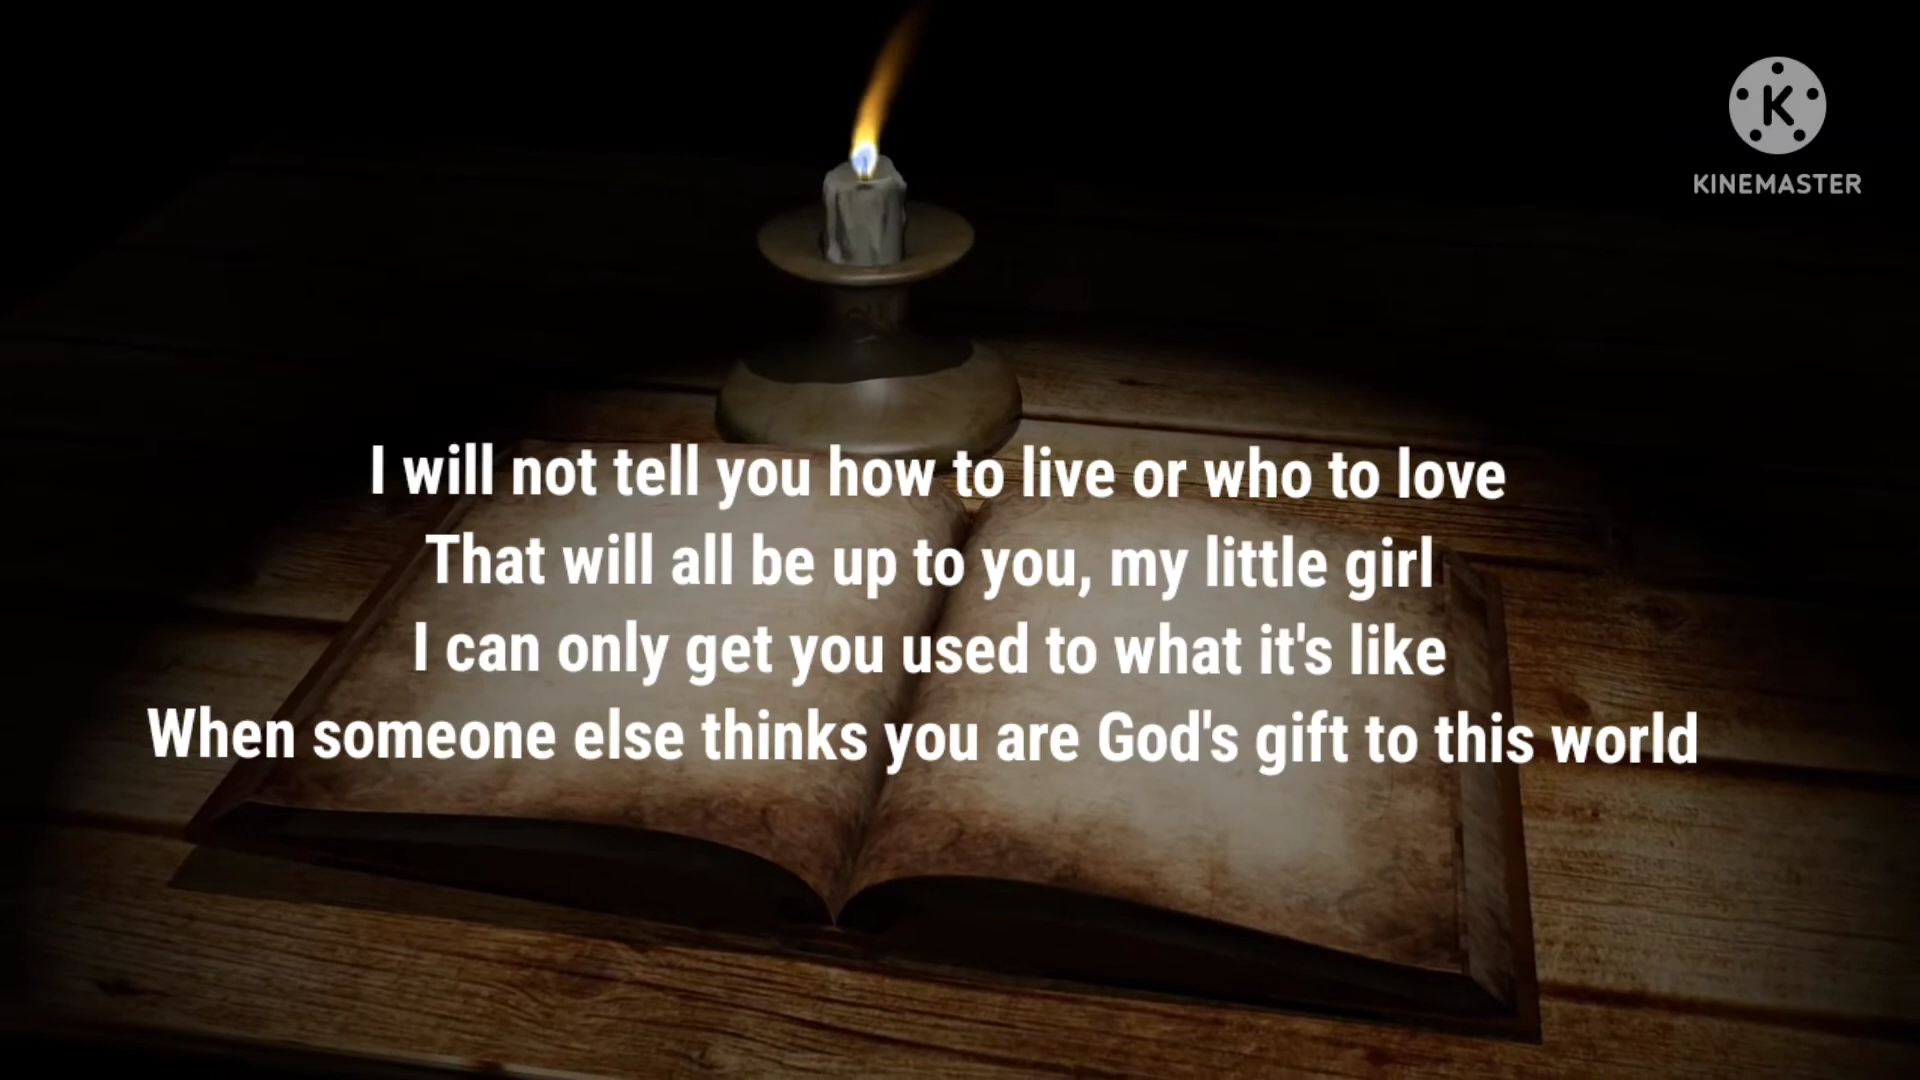 KINEMASTER
I will not tell you how to live or who to love
That will all be up to you, my little girl
I can only get you used to what it's like
When someone else thinks you are God's gift to this world